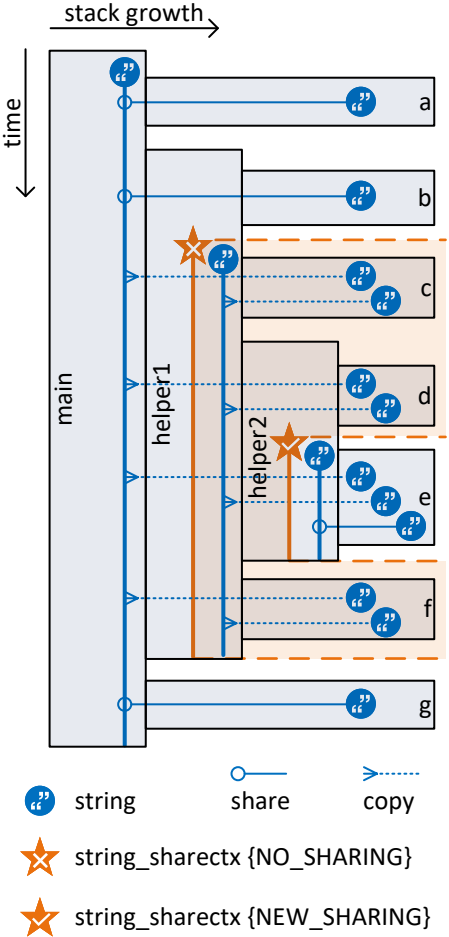 stack growth
time
a
b
c
main
helper1
d
helper2
e
f
g
string
share
copy
string_sharectx {NO_SHARING}
string_sharectx {NEW_SHARING}